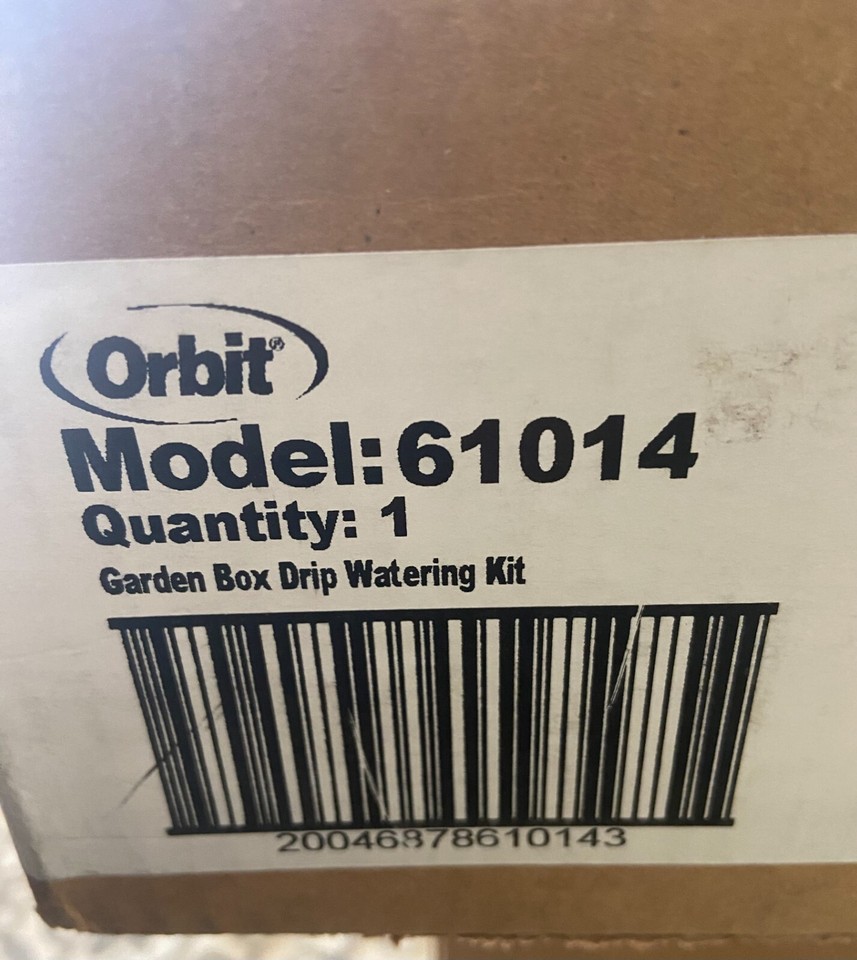 Orbit®
Model:61014
Quantity: 1
Garden Box Drip Watering Kit
20046878610143